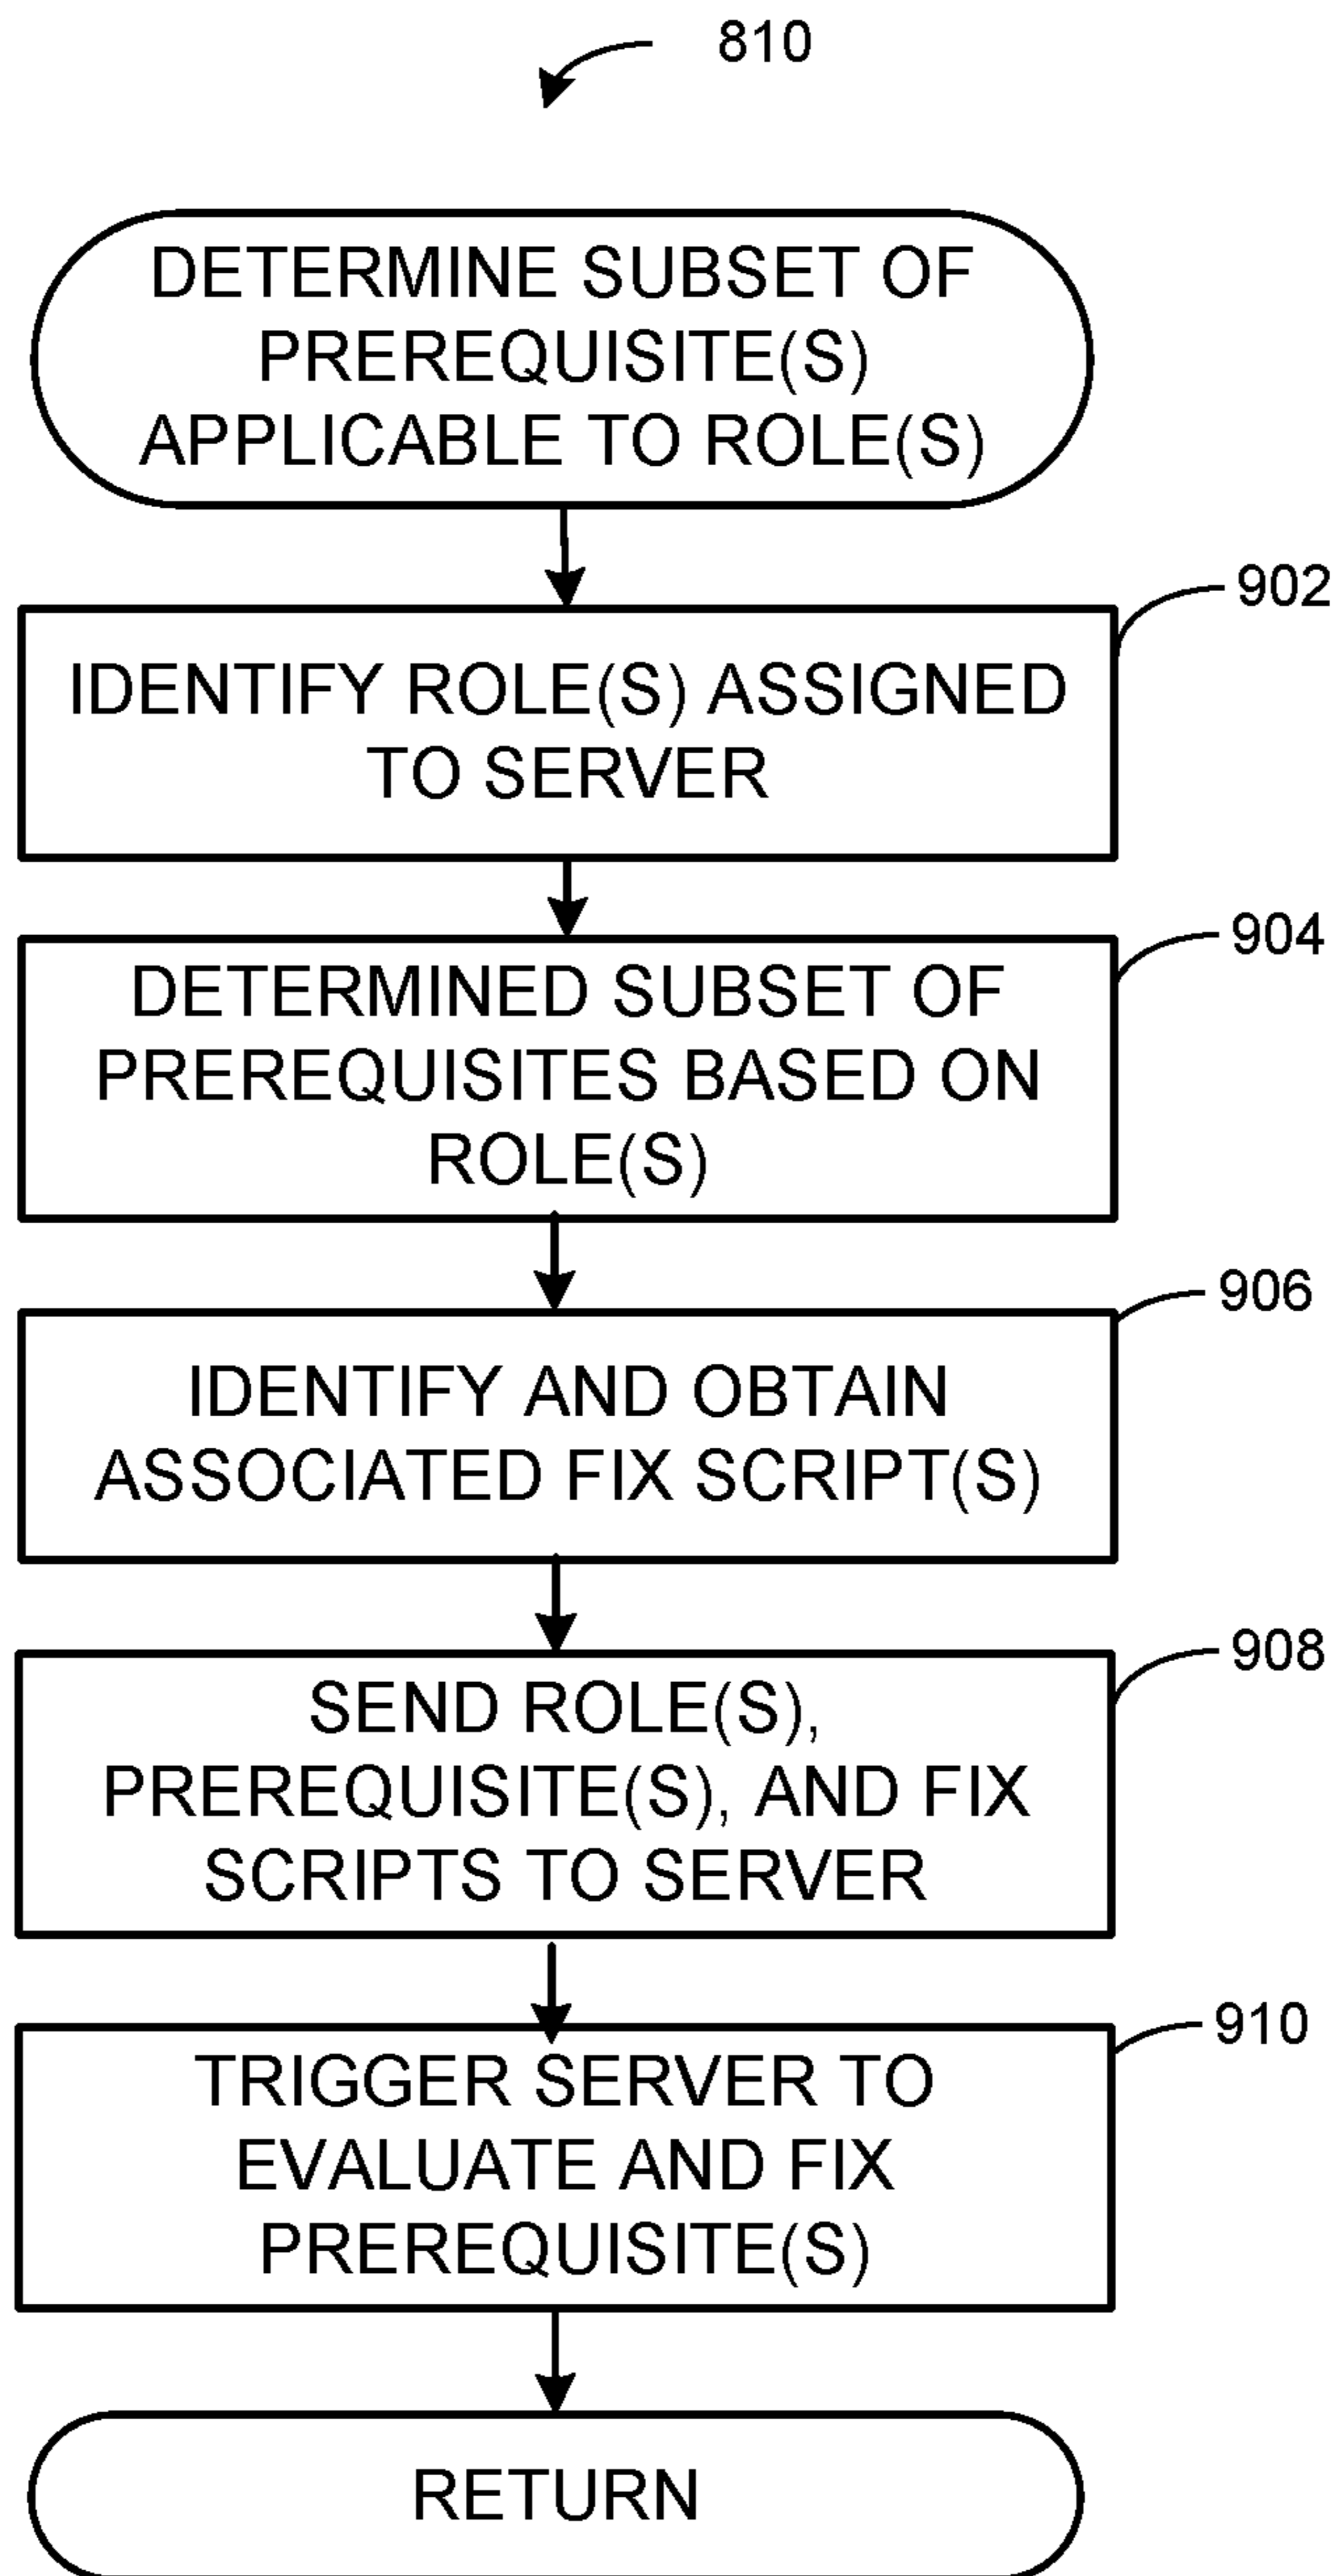 810
DETERMINE SUBSET OF
PREREQUISITE(S)
APPLICABLE TO ROLE(S)
902
IDENTIFY ROLE(S) ASSIGNED
TO SERVER
904
DETERMINED SUBSET OF
PREREQUISITES BASED ON
ROLE(S)
906
IDENTIFY AND OBTAIN
ASSOCIATED FIX SCRIPT(S)
908
SEND ROLE(S),
PREREQUISITE(S), AND FIX
SCRIPTS TO SERVER
910
TRIGGER SERVER TO
EVALUATE AND FIX
PREREQUISITE(S)
RETURN